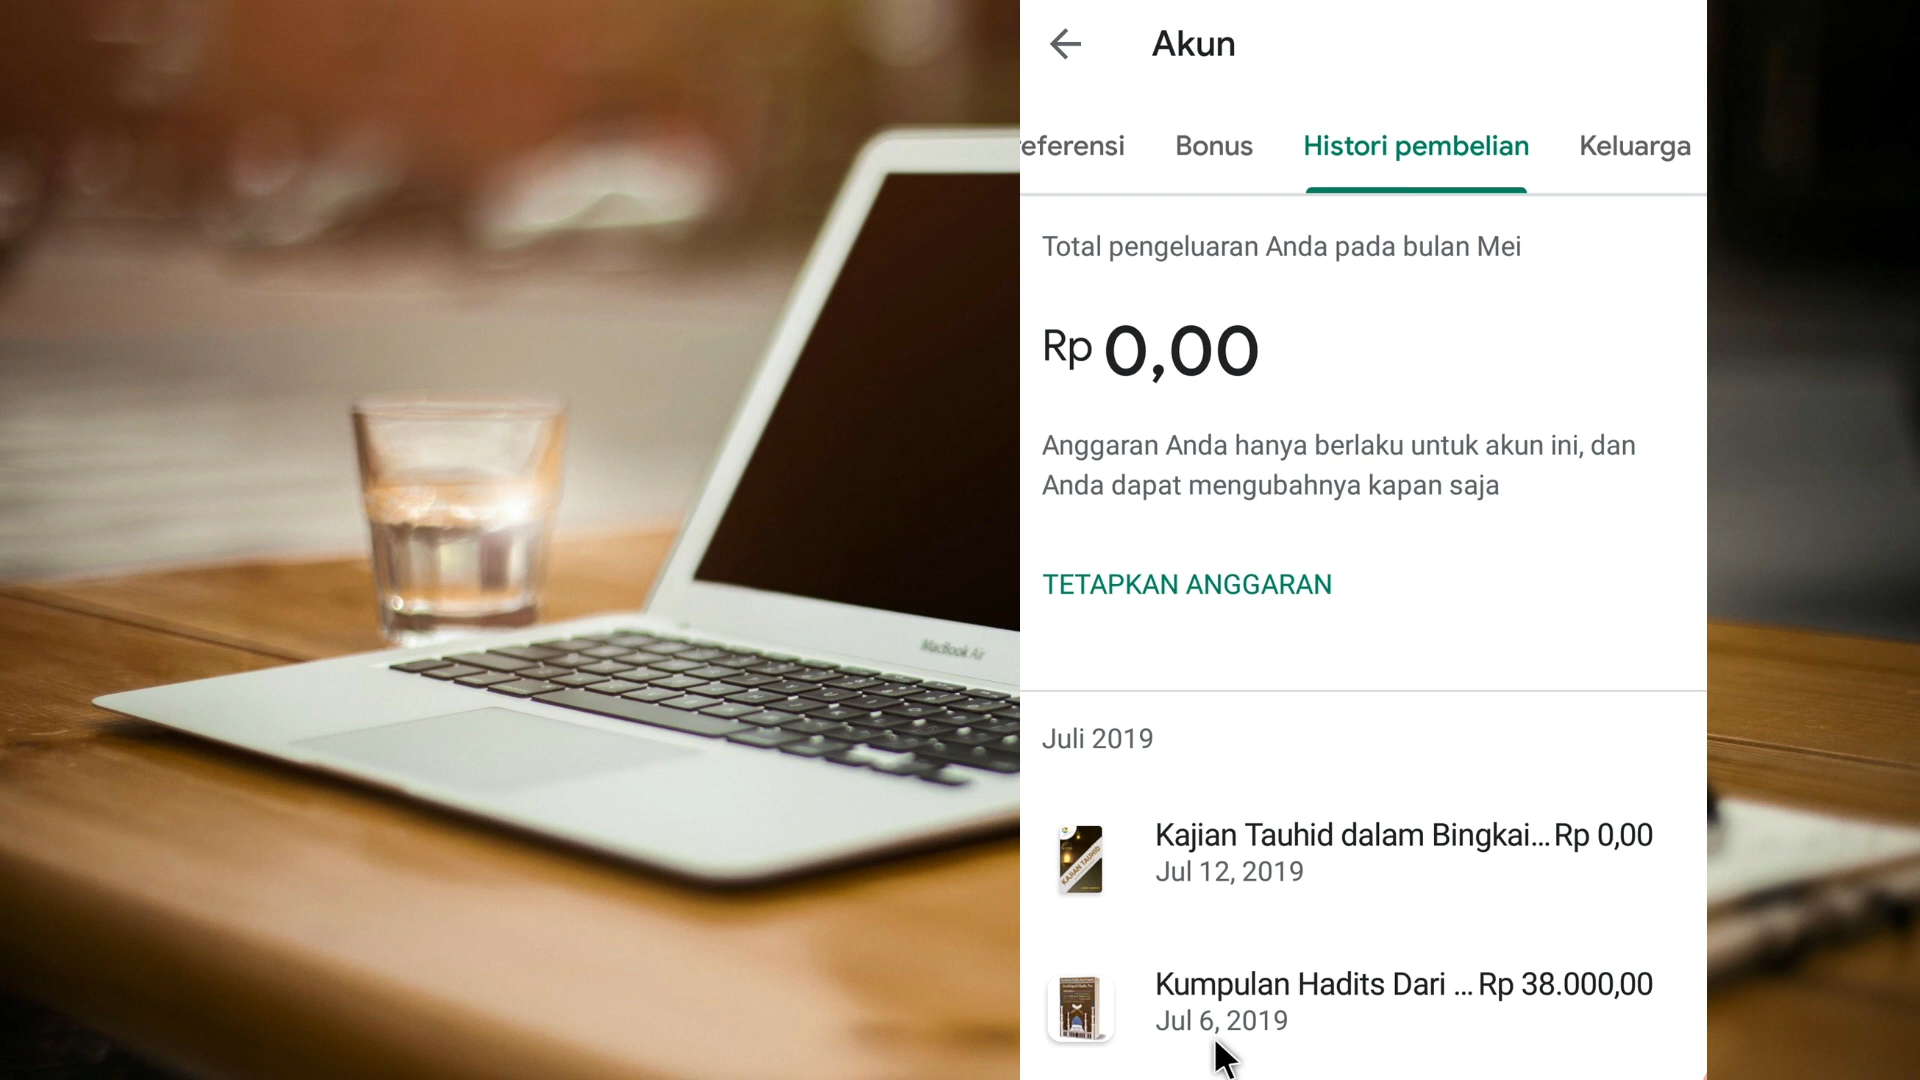 MacBook Air
Akun
eferensi Bonus Histori pembelian Keluarga
Total pengeluaran Anda pada bulan Mei
Rp 0,00
Anggaran Anda hanya berlaku untuk akun ini, dan
Anda dapat mengubahnya kapan saja
TETAPKAN ANGGARAN
Juli 2019
KAJIAN TAUHID
Kajian Tauhid dalam Bingkai... Rp 0,00
Jul 12, 2019
Kumpulan Hadits Dari ... Rp 38.000,00
Jul 6, 2019